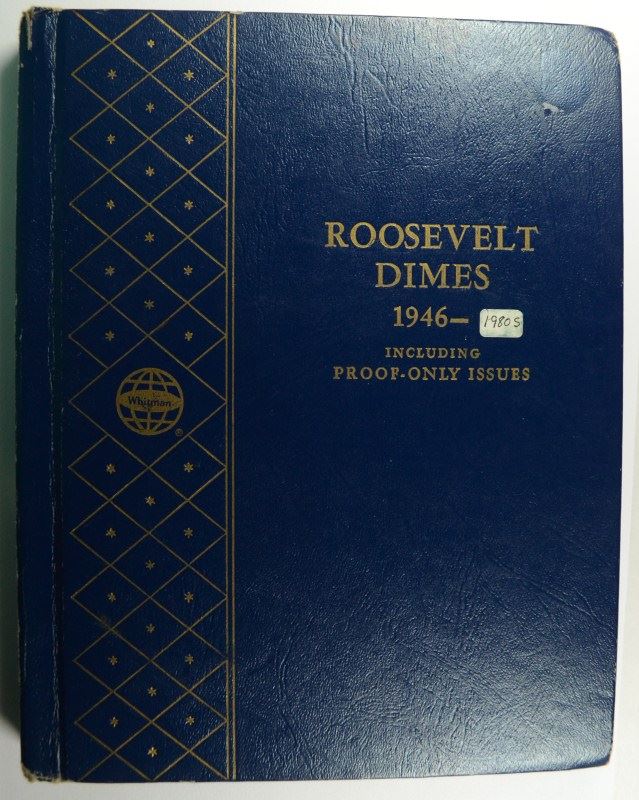 ROOSEVELT
DIMES
1946– 1980S
INCLUDING
PROOF-ONLY ISSUES
Whitman
®